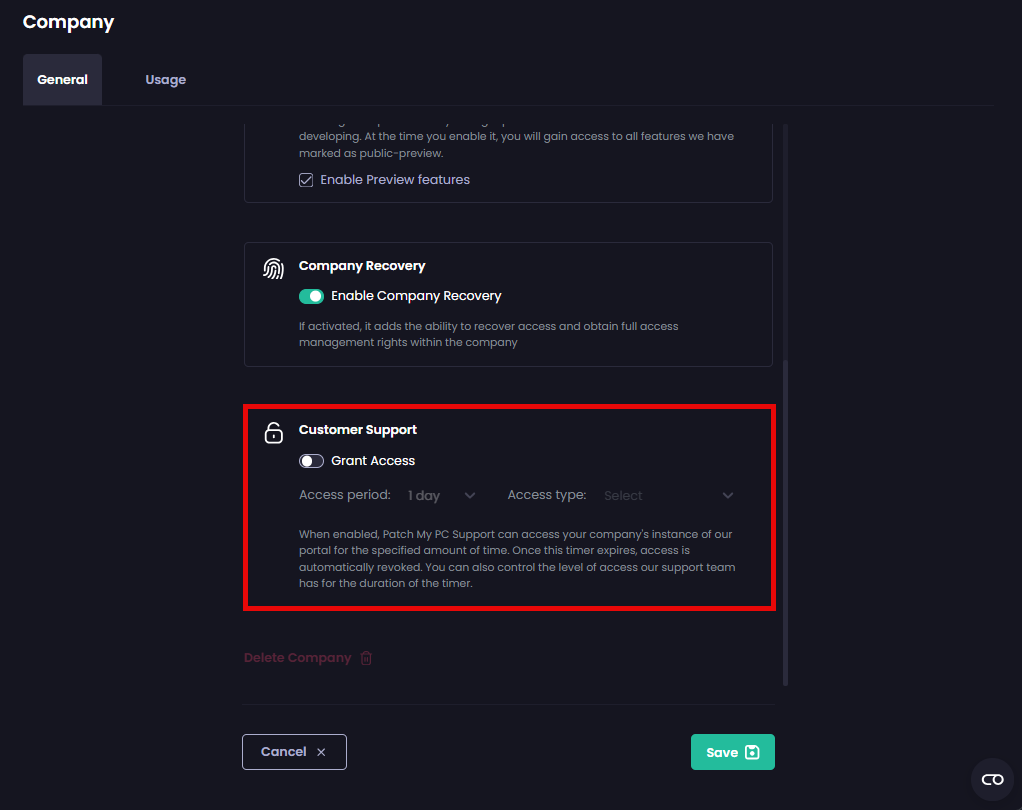 Company
General
Usage
developing. At the time you enable it, you will gain access to all features we have
marked as public-preview.
Enable Preview features
Company Recovery
Enable Company Recovery
If activated, it adds the ability to recover access and obtain full access
management rights within the company
Customer Support
Grant Access
Access period: 1 day Access type: Select
When enabled, Patch My PC Support can access your company's instance of our
portal for the specified amount of time. Once this timer expires, access is
automatically revoked. You can also control the level of access our support team
has for the duration of the timer.
Delete Company
Cancel
Save